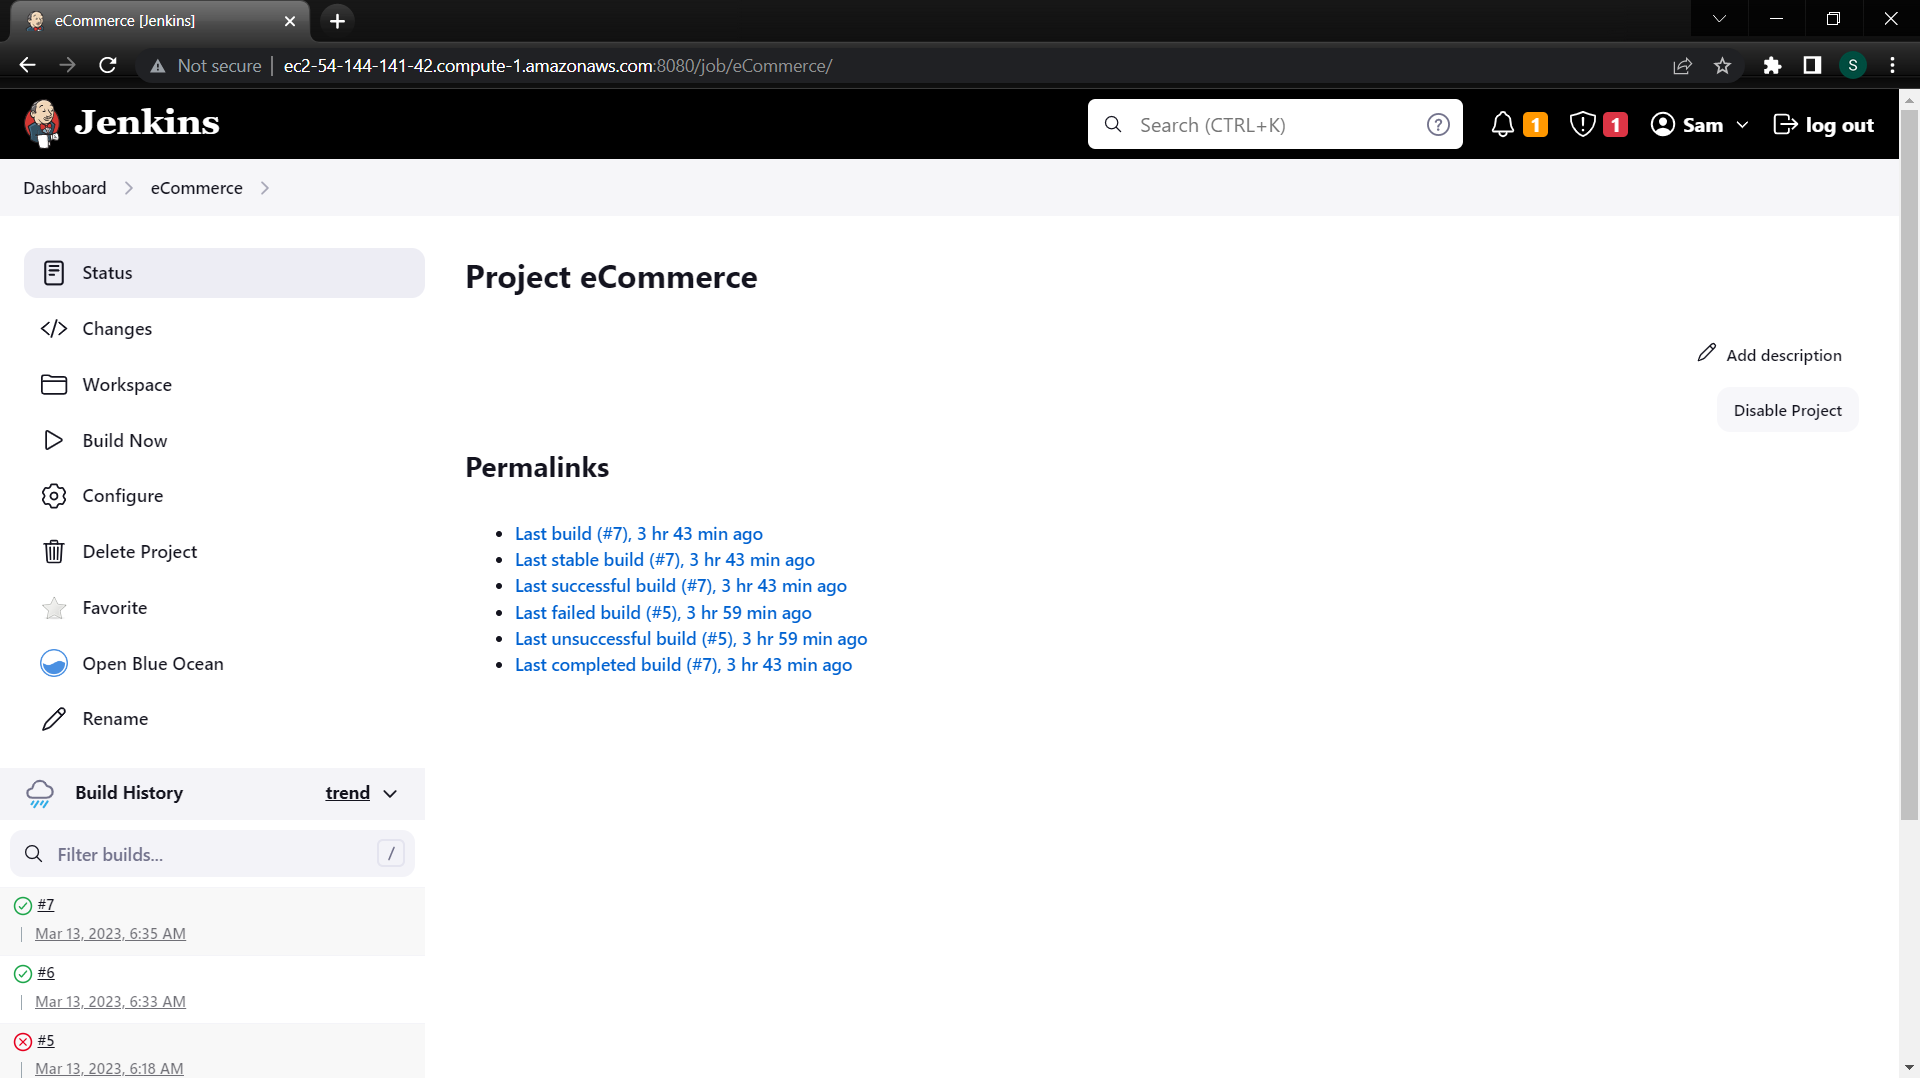 eCommerce [Jenkins]
Not secure
ec2-54-144-141-42.compute-1.amazonaws.com:8080/job/eCommerce/
S
Jenkins
Search (CTRL+K)
?
1
1
Sam
log out
Dashboard
eCommerce
Status
Changes
Workspace
Build Now
Configure
Delete Project
Favorite
Open Blue Ocean
Rename
Build History
trend
Filter builds...
/
#7
Mar 13, 2023, 6:35 AM
#6
Mar 13, 2023, 6:33 AM
#5
Mar 13, 2023, 6:18 AM
Project eCommerce
Add description
Disable Project
Permalinks
Last build (#7), 3 hr 43 min ago
Last stable build (#7), 3 hr 43 min ago
Last successful build (#7), 3 hr 43 min ago
Last failed build (#5), 3 hr 59 min ago
Last unsuccessful build (#5), 3 hr 59 min ago
Last completed build (#7), 3 hr 43 min ago